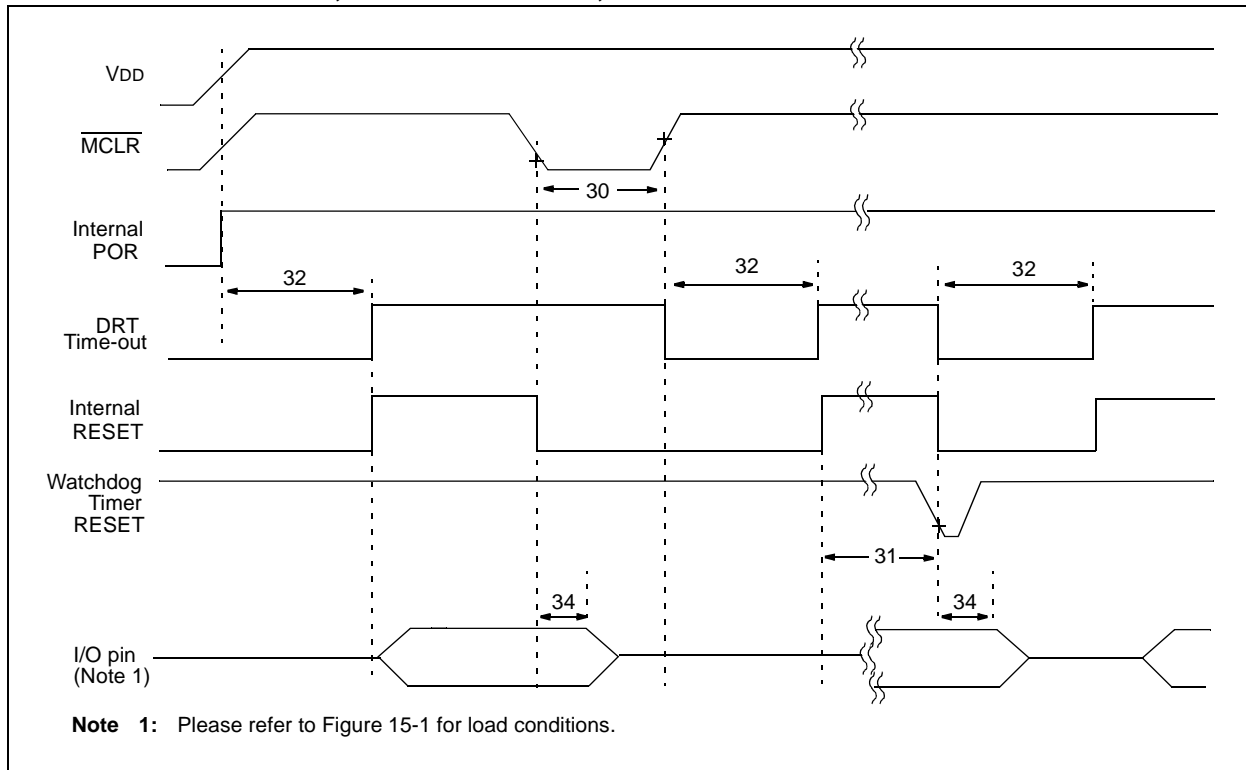 VDD
MCLR
30
Internal
POR
32
32
32
DRT
Time-out
Internal
RESET
Watchdog
Timer
RESET
31
34
34
I/O pin
(Note 1)
Note 1: Please refer to Figure 15-1 for load conditions.